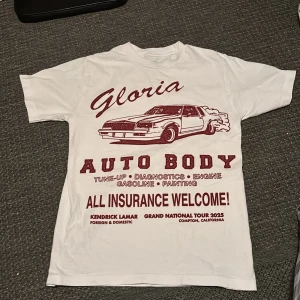 Gloria
AUTO BODY
TUNE-UP • DIAGNOSTICS • ENGINE
GASOLINE • PAINTING
ALL INSURANCE WELCOME!
KENDRICK LAMAR GRAND NATIONAL TOUR 2025
FOREIGN & DOMESTIC COMPTON, CALIFORNIA